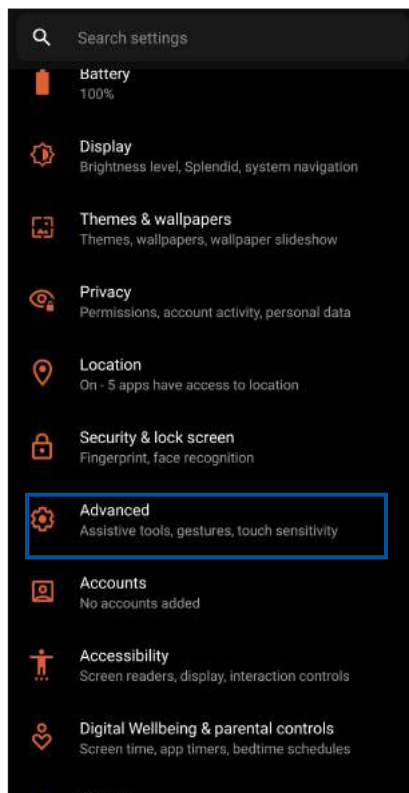 Search settings
Battery
100%
Display
Brightness level, Splendid, system navigation
Themes & wallpapers
Themes, wallpapers, wallpaper slideshow
Privacy
Permissions, account activity, personal data
Location
On - 5 apps have access to location
Security & lock screen
Fingerprint, face recognition
Advanced
Assistive tools, gestures, touch sensitivity
Accounts
No accounts added
Accessibility
Screen readers, display, interaction controls
Digital Wellbeing & parental controls
Screen time, app timers, bedtime schedules